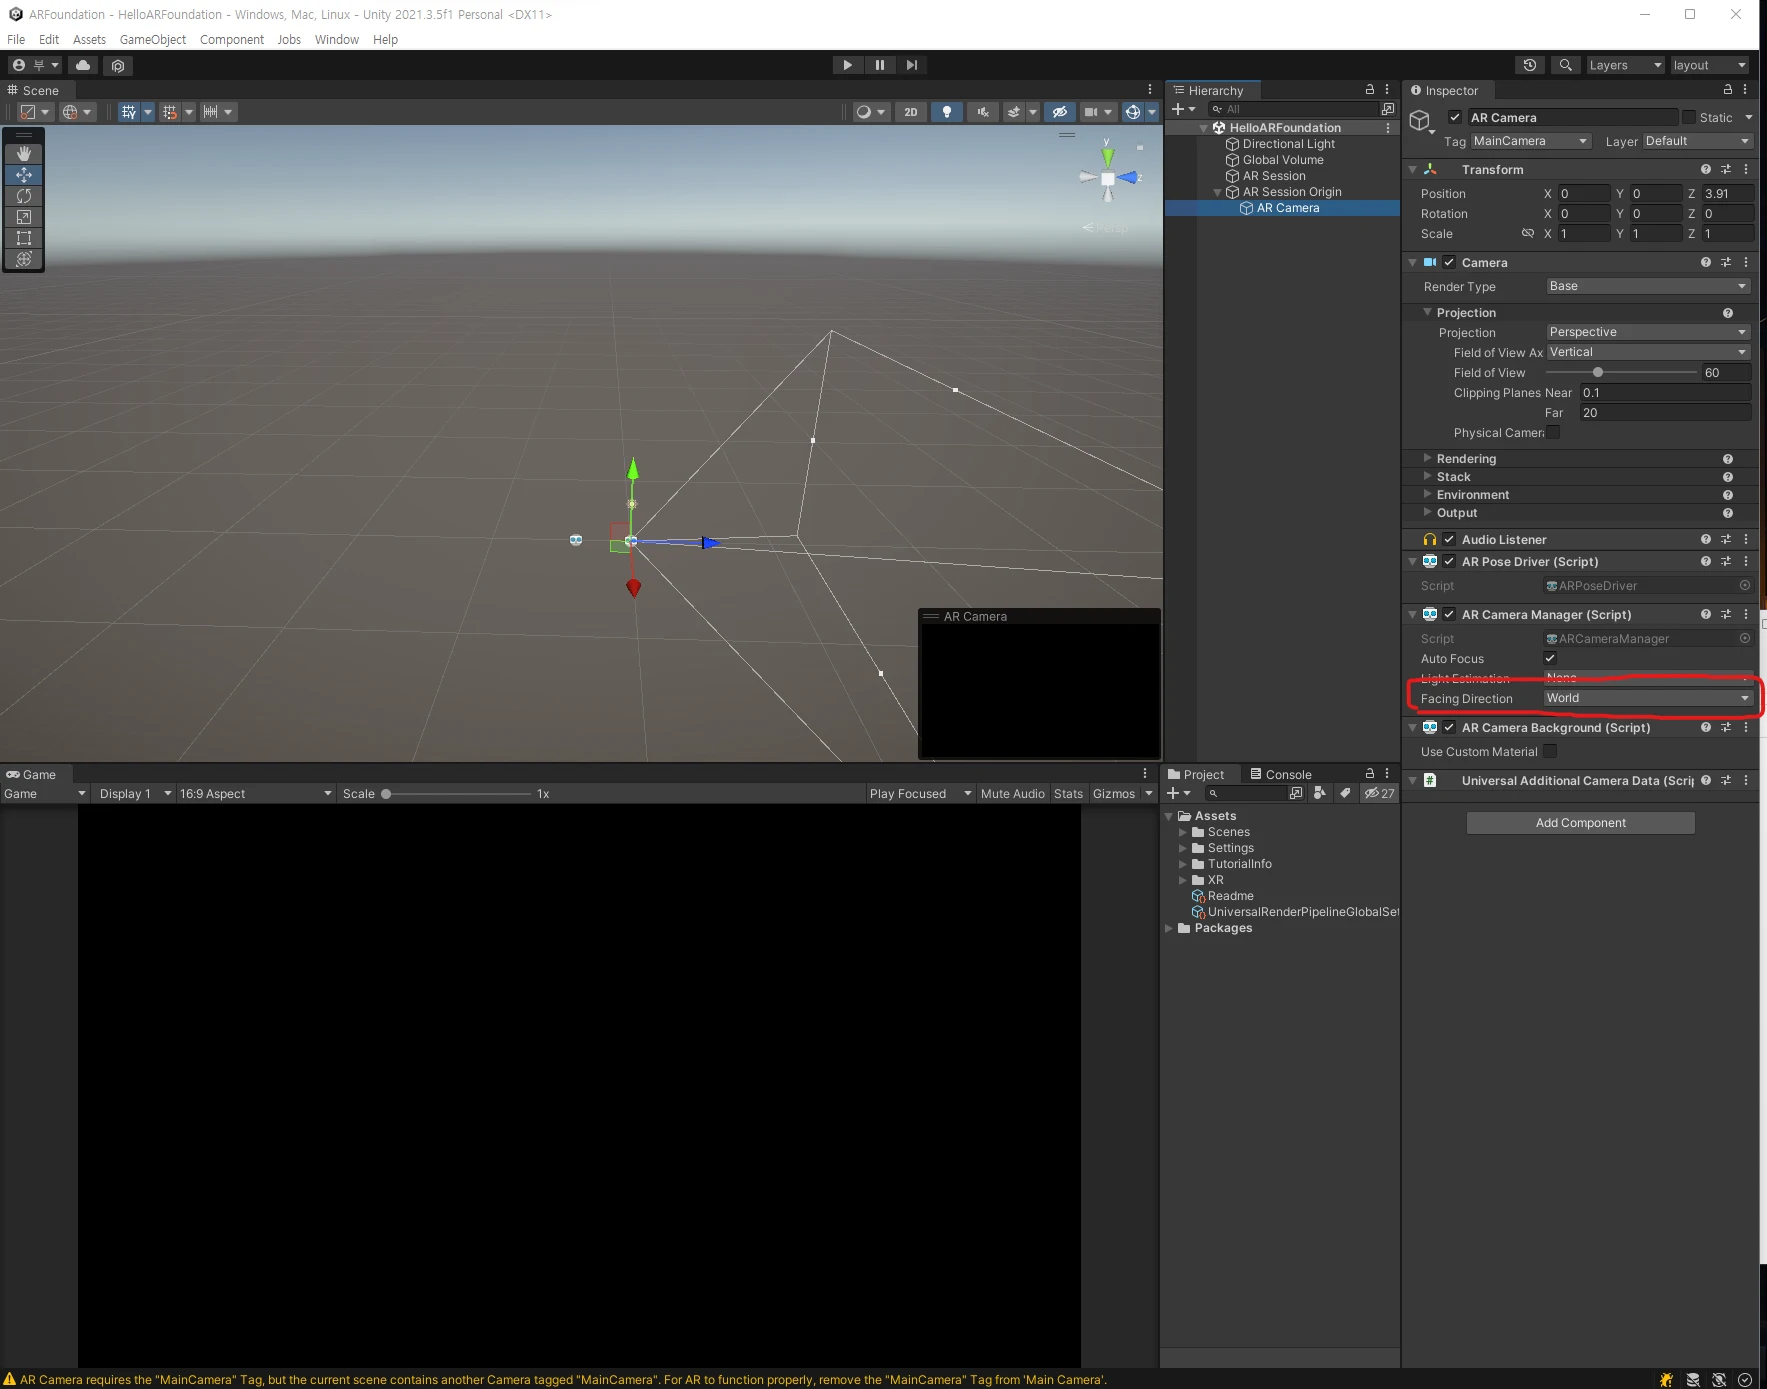 ARFoundation - HelloARFoundation - Windows, Mac, Linux - Unity 2021.3.5f1 Personal <DX11>
File Edit Assets GameObject Component Jobs Window Help
부
Layers layout
Scene
2D
y
z
Persp
AR Camera
Hierarchy
All
HelloARFoundation
Directional Light
Global Volume
AR Session
AR Session Origin
AR Camera
Inspector
AR Camera Static
Tag MainCamera Layer Default
Transform
Position X 0 Y 0 Z 3.91
Rotation X 0 Y 0 Z 0
Scale X 1 Y 1 Z 1
Camera
Render Type Base
Projection
Projection Perspective
Field of View Ax Vertical
Field of View 60
Clipping Planes Near 0.1
Far 20
Physical Camer
Rendering
Stack
Environment
Output
Audio Listener
AR Pose Driver (Script)
Script ARPoseDriver
AR Camera Manager (Script)
Script ARCameraManager
Auto Focus
Light Estimation None
Facing Direction World
AR Camera Background (Script)
Use Custom Material
# Universal Additional Camera Data (Scrip
Add Component
Game
Game Display 1 16:9 Aspect Scale 1x Play Focused Mute Audio Stats Gizmos
Project Console
27
Assets
Scenes
Settings
TutorialInfo
XR
Readme
UniversalRenderPipelineGlobalSet
Packages
AR Camera requires the "MainCamera" Tag, but the current scene contains another Camera tagged "MainCamera". For AR to function properly, remove the "MainCamera" Tag from 'Main Camera'.